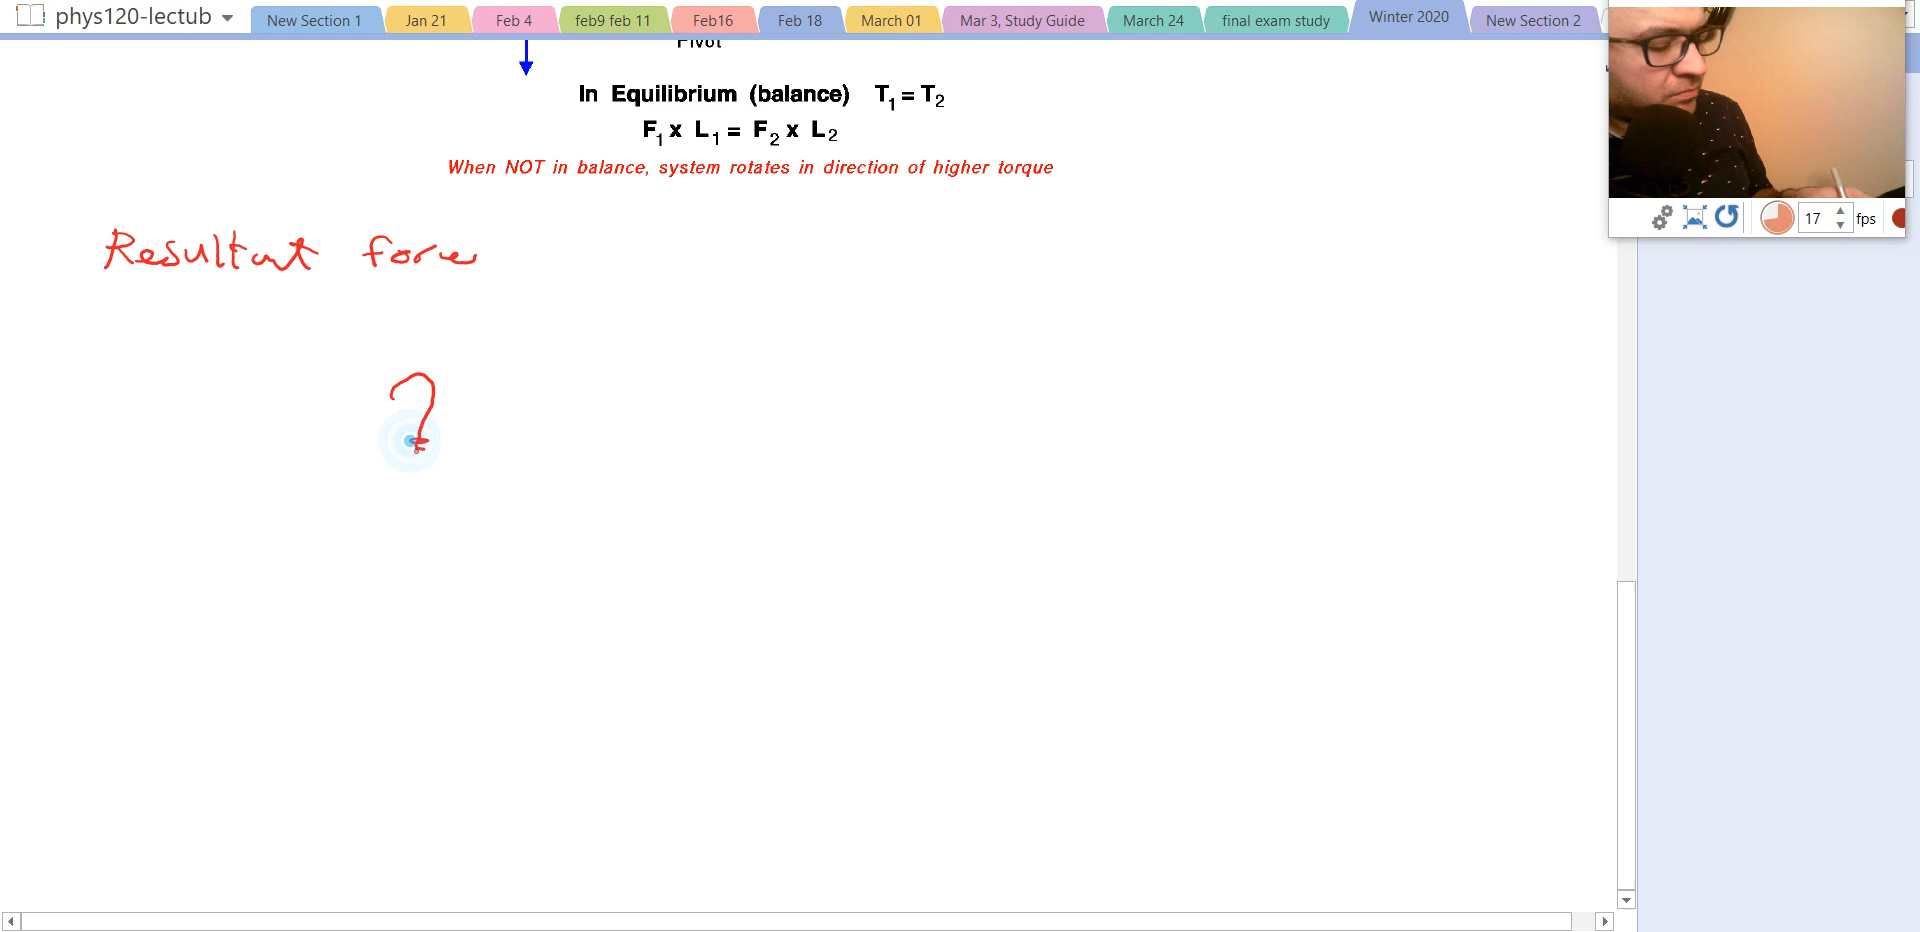 phys120-lectub
New Section 1
Jan 21
Feb 4
feb9 feb 11
Feb16
Feb 18
March 01
Mar 3, Study Guide
March 24
final exam study
Winter 2020
New Section 2
Pivot
In Equilibrium (balance) T1 = T2
F1 x L1 = F2 x L2
When NOT in balance, system rotates in direction of higher torque
17 fps
Resultant force
?